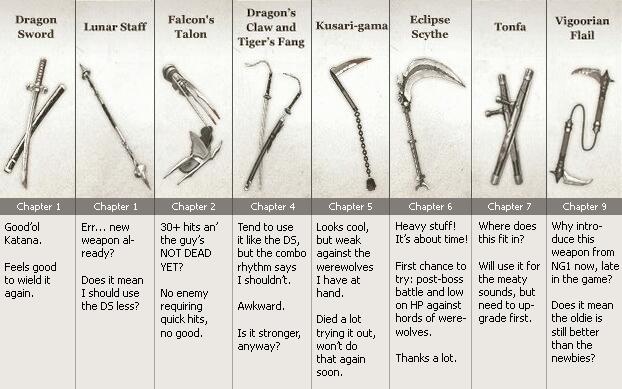 Dragon
Sword
Lunar Staff
Falcon's
Talon
Dragon's
Claw and
Tiger's Fang
Kusari-gama
Eclipse
Scythe
Tonfa
Vigoorian
Flail
Chapter 1
Chapter 1
Chapter 2
Chapter 4
Chapter 5
Chapter 6
Chapter 7
Chapter 9
Good'ol
Katana.
Feels good
to wield it
again.
Err... new
weapon al-
ready?
Does it mean
I should use
the DS less?
30+ hits an'
the guy's
NOT DEAD
YET?
No enemy
requiring
quick hits,
no good.
Tend to use
it like the DS,
but the combo
rhythm says
I shouldn't.
Awkward.
Is it stronger,
anyway?
Looks cool,
but weak
against the
werewolves
I have at
hand.
Died a lot
trying it out,
won't do
that again
soon.
Heavy stuff!
It's about time!
First chance to
try: post-boss
battle and low
on HP against
hords of were-
wolves.
Thanks a lot.
Where does
this fit in?
Will use it for
the meaty
sounds, but
need to up-
grade first.
Why intro-
duce this
weapon from
NG1 now, late
in the game?
Does it mean
the oldie is
still better
than the
newbies?